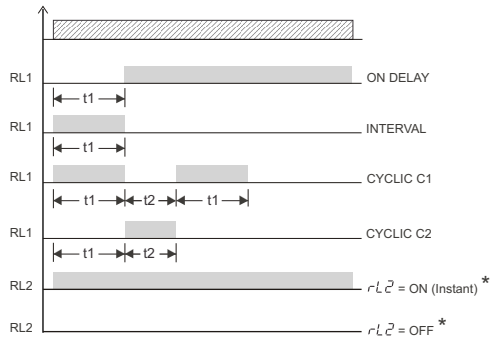 RL1 ON DELAY
t1
RL1 INTERVAL
t1
RL1 CYCLIC C1
t1 t2 t1
RL1 CYCLIC C2
t1 t2
RL2 rL2 = ON (Instant) *
RL2 rL2 = OFF *